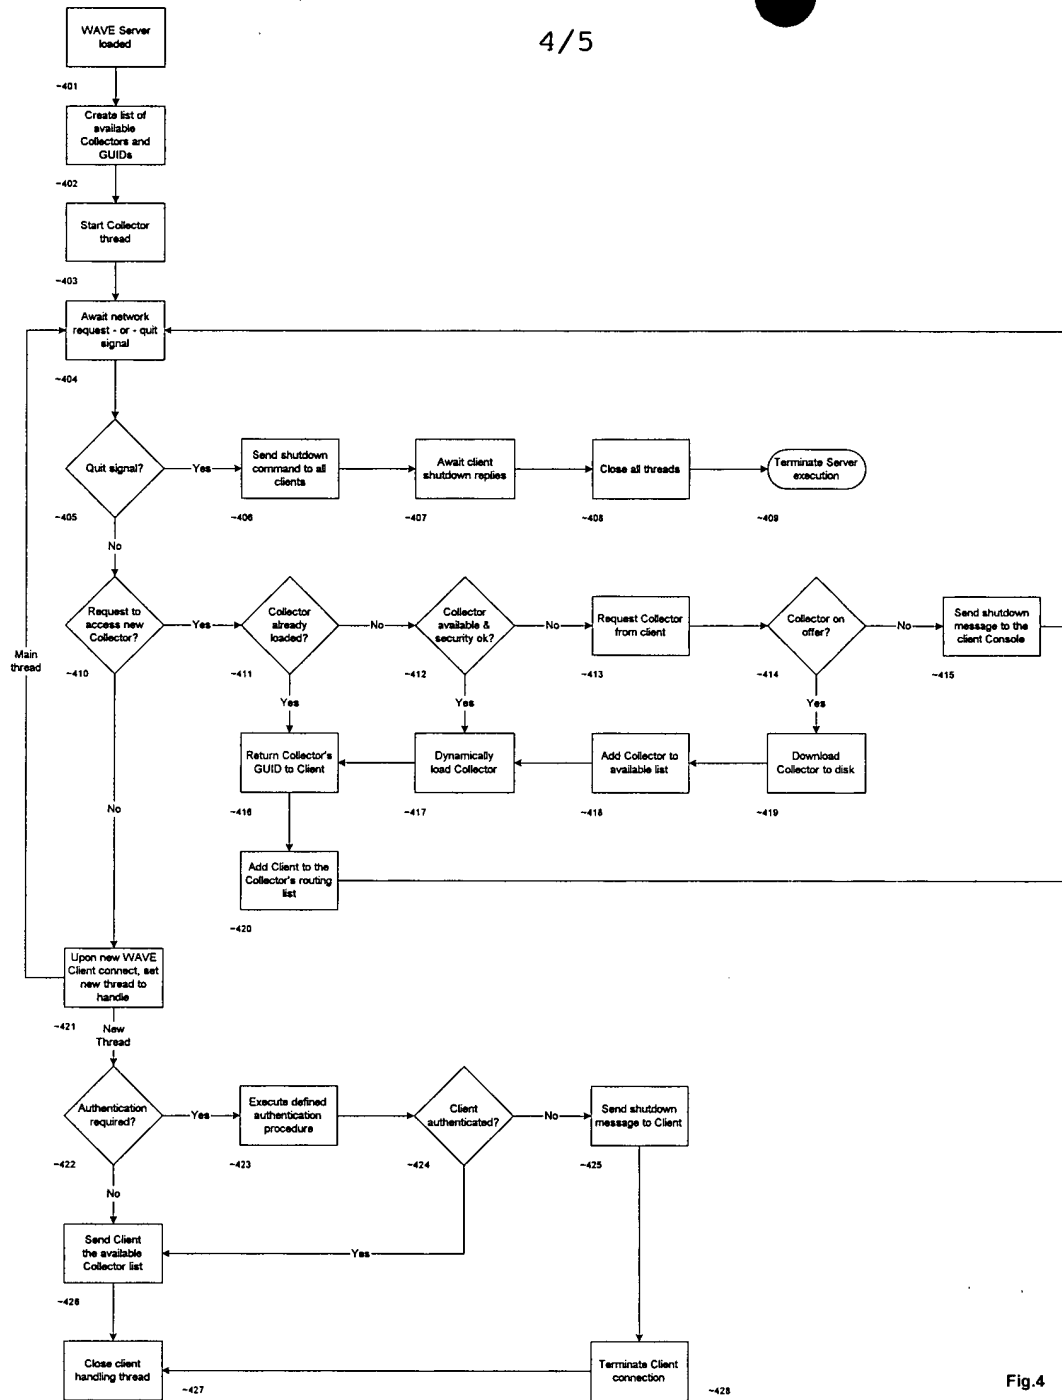 WAVE Server
loaded
4/5
~401
Create list of
available
Collectors and
GUIDs
~402
Start Collector
thread
~403
Await network
request - or - quit
signal
~404
Quit signal?
Yes
Send shutdown
command to all
clients
Await client
shutdown replies
Close all threads
Terminate Server
execution
~405
~406
~407
~408
~409
No
Request to
access new
Collector?
Yes
Collector
already
loaded?
No
Collector
available &
security ok?
No
Request Collector
from client
Collector on
offer?
No
Send shutdown
message to the
client Console
Main
thread
~410
~411
~412
~413
~414
~415
Yes
Yes
Yes
Return Collector's
GUID to Client
Dynamically
load Collector
Add Collector to
available list
Download
Collector to disk
No
~416
~417
~418
~419
Add Client to the
Collector's routing
list
~420
Upon new WAVE
Client connect, set
new thread to
handle
~421
New
Thread
Authentication
required?
Yes
Execute defined
authentication
procedure
Client
authenticated?
No
Send shutdown
message to Client
~422
~423
~424
~425
No
Send Client
the available
Collector list
Yes
~426
Close client
handling thread
~427
Terminate Client
connection
~428
Fig.4